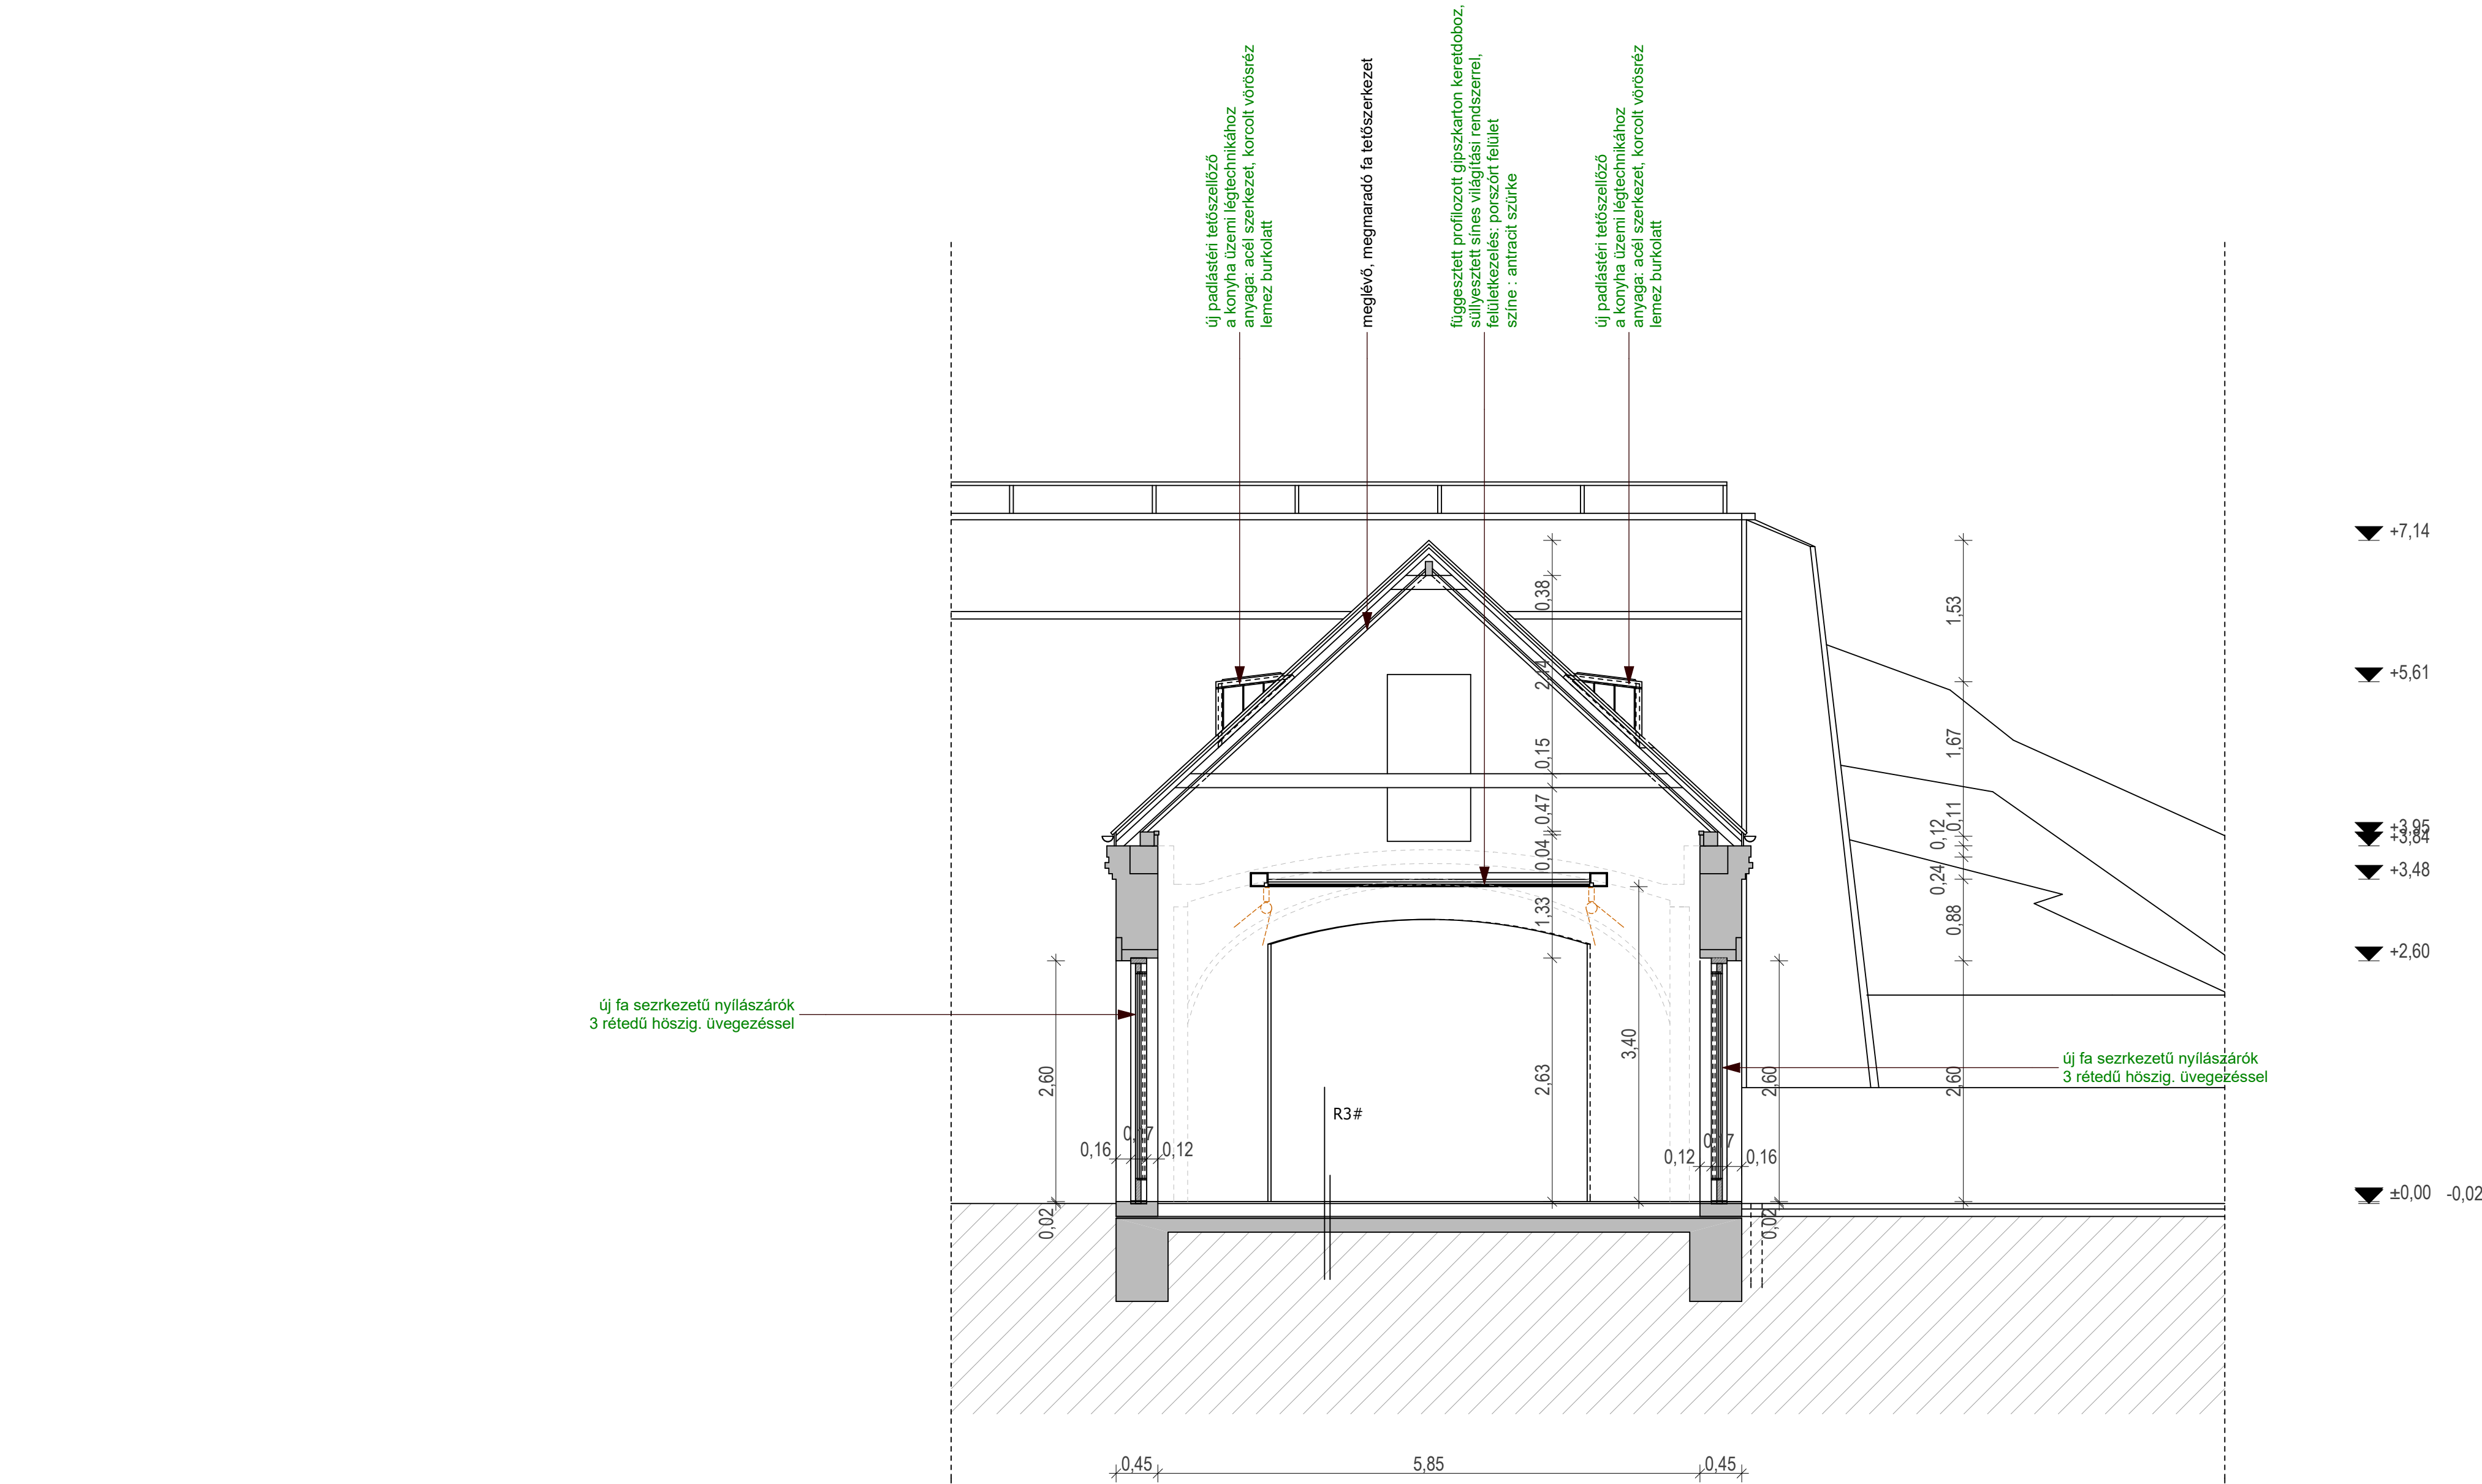 új padlástéri tetőszellőző
a konyha üzemi légtechnikához
anyaga: acél szerkezet, korcolt vörösréz
lemez burkolatt
meglévő, megmaradó fa tetőszerkezet
függesztett profilozott gipszkarton keretdoboz,
süllyesztett sínes világítási rendszerrel,
felületkezelés: porszórt felület
színe : antracit szürke
új padlástéri tetőszellőző
a konyha üzemi légtechnikához
anyaga: acél szerkezet, korcolt vörösréz
lemez burkolatt
+7,14
0,38
1,53
+5,61
0,15
1,67
0,47
0,11
0,12
+3,95
+3,84
0,04
+3,48
0,24
1,33
0,88
+2,60
új fa sezrkezetű nyílászárók
3 rétedű höszig. üvegezéssel
3,40
új fa sezrkezetű nyílászárók
3 rétedű höszig. üvegezéssel
2,60
2,63
2,60
2,60
R3#
0,16
0,12
0,12
0,16
±0,00
-0,02
0,02
0,02
0,45
5,85
0,45